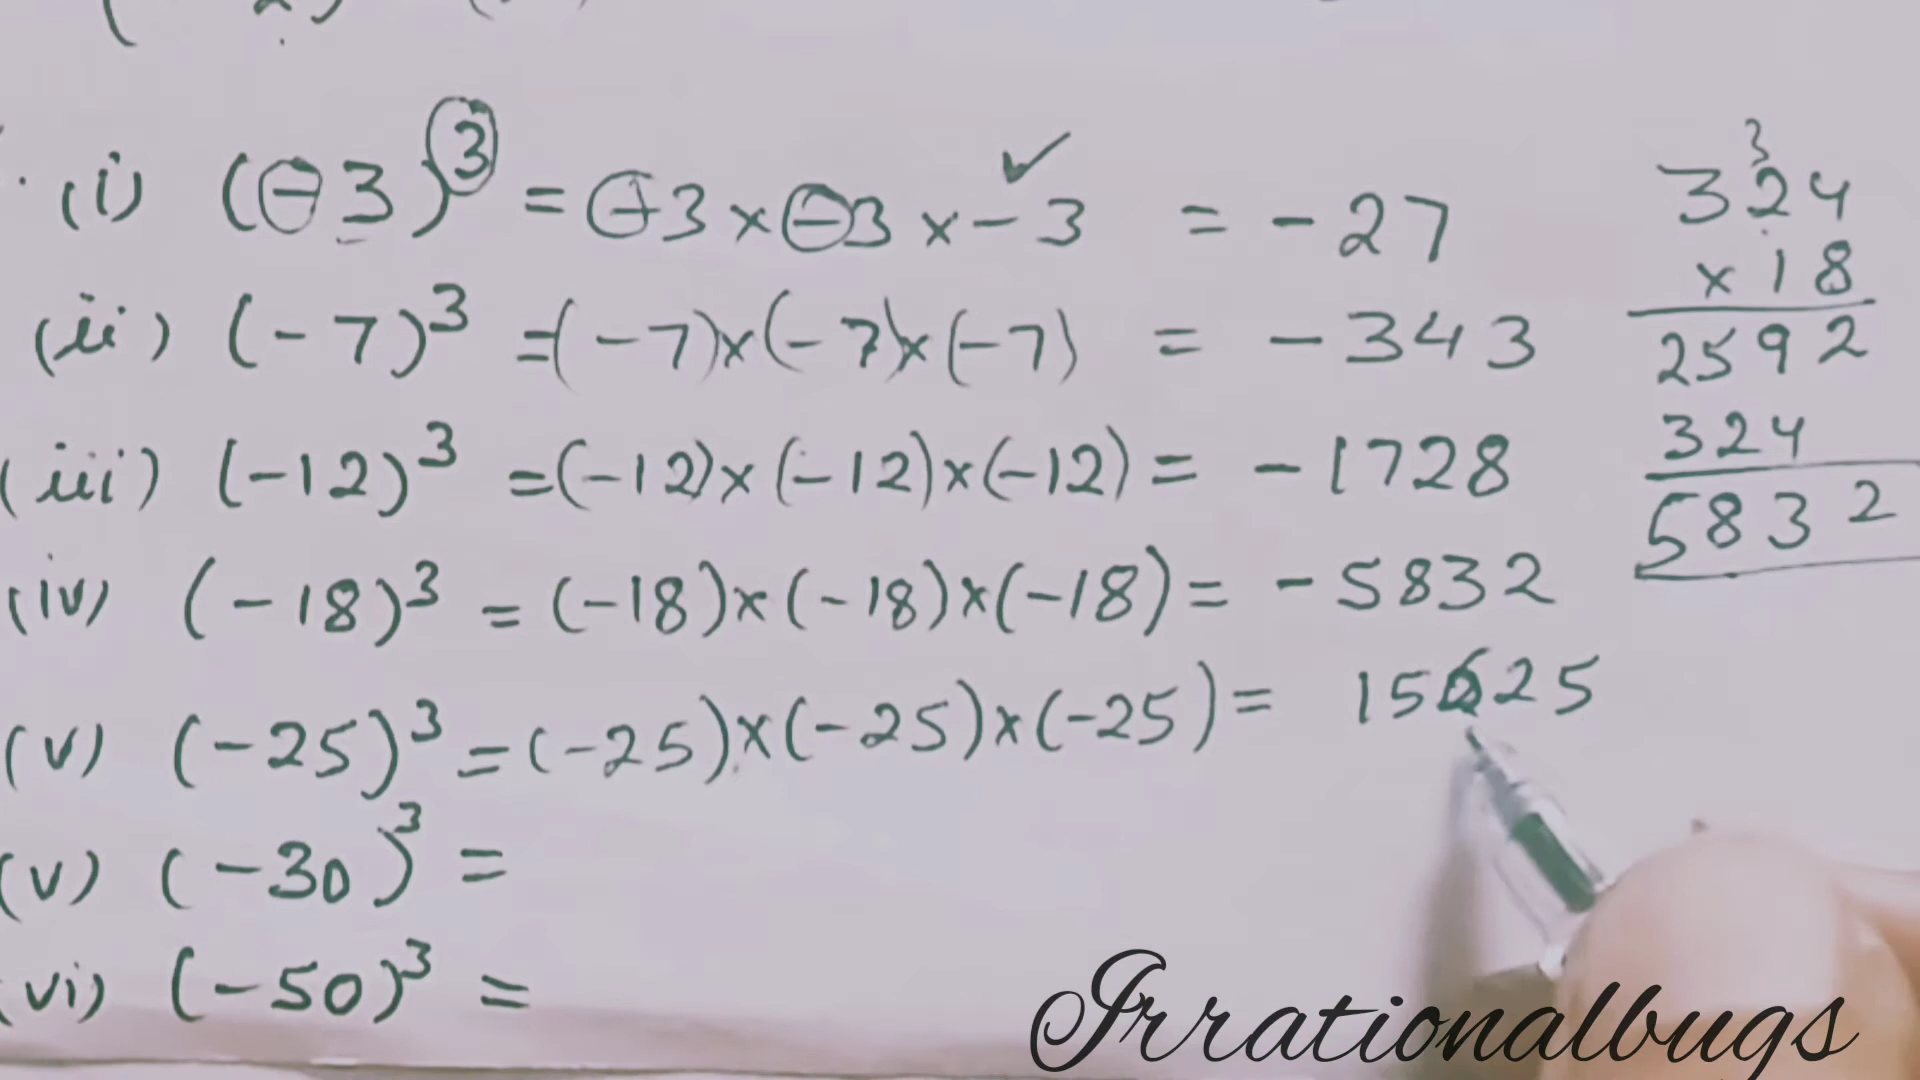 (i) (-3)³ = -3 × -3 × -3 = -27
(ii) (-7)³ = (-7)×(-7)×(-7) = -343
(iii) (-12)³ = (-12)×(-12)×(-12) = -1728
(iv) (-18)³ = (-18)×(-18)×(-18) = -5832
(v) (-25)³ = (-25)×(-25)×(-25) = 15625
(v) (-30)³ =
(vi) (-50)³ =
3
324
×18
2592
324
5832
Irrationalbugs